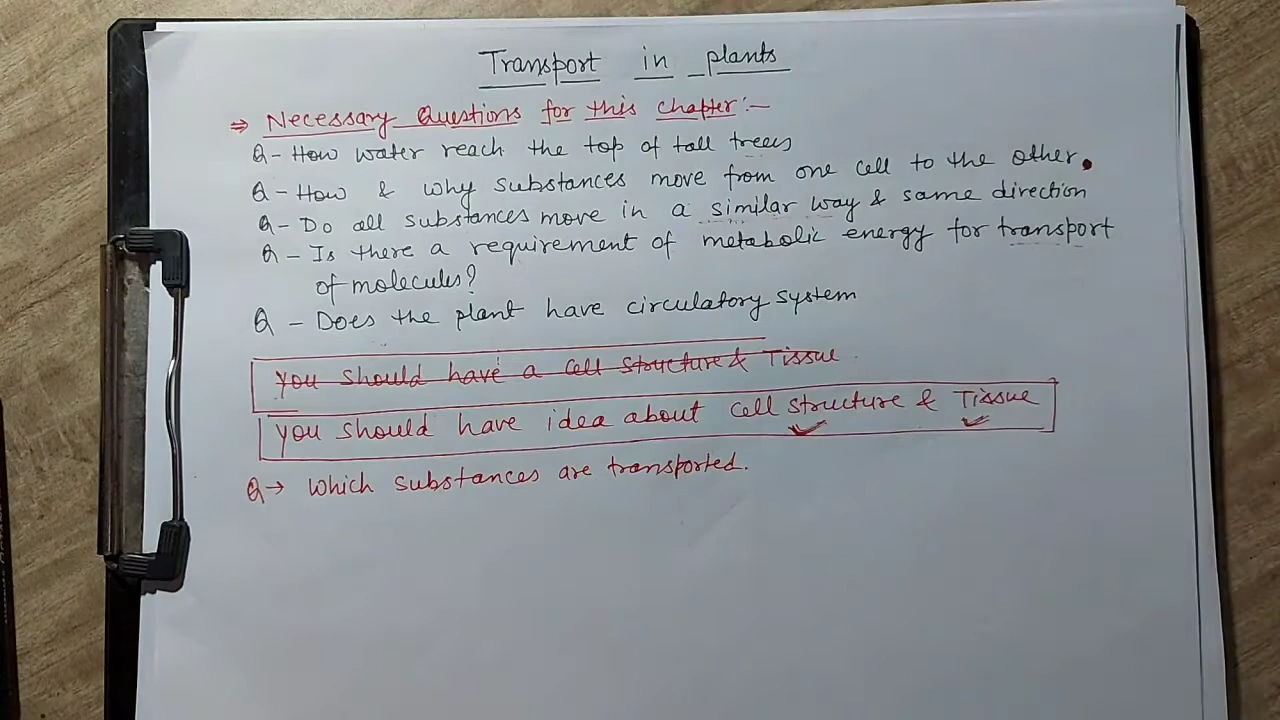 Transport in plants
⇒ Necessary Questions for this chapter:-
Q- How water reach the top of tall trees
Q- How & why substances move from one cell to the other.
Q- Do all substances move in a similar way & same direction
Q- Is there a requirement of metabolic energy for transport
of molecules?
Q - Does the plant have circulatory system
You should have a cell structure & Tissue
You should have idea about cell structure & Tissue
Q→ which substances are transported.